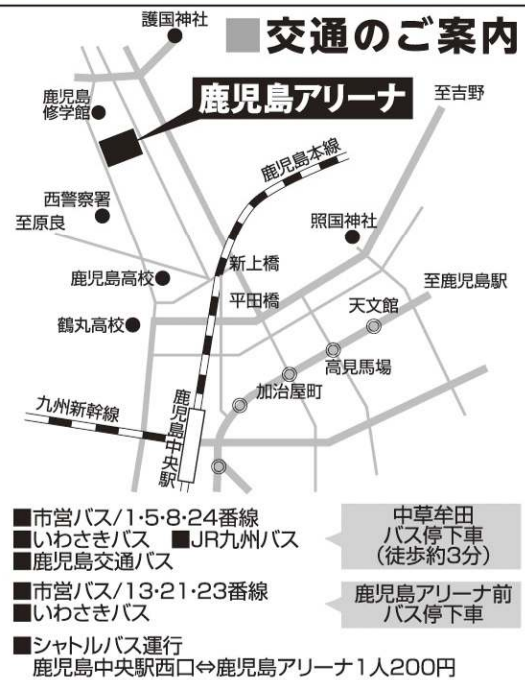 護国神社
■交通のご案内
鹿児島
修学館
鹿児島アリーナ
至吉野
鹿児島本線
西警察署
至原良
照国神社
新上橋
鹿児島高校
至鹿児島駅
平田橋
天文館
鶴丸高校
高見馬場
加治屋町
九州新幹線
鹿児島中央駅
■市営バス/1・5・8・24番線
■いわさきバス ■JR九州バス
■鹿児島交通バス
中草牟田
バス停下車
(徒歩約3分)
■市営バス/13・21・23番線
■いわさきバス
鹿児島アリーナ前
バス停下車
■シャトルバス運行
鹿児島中央駅西口⇔鹿児島アリーナ1人200円